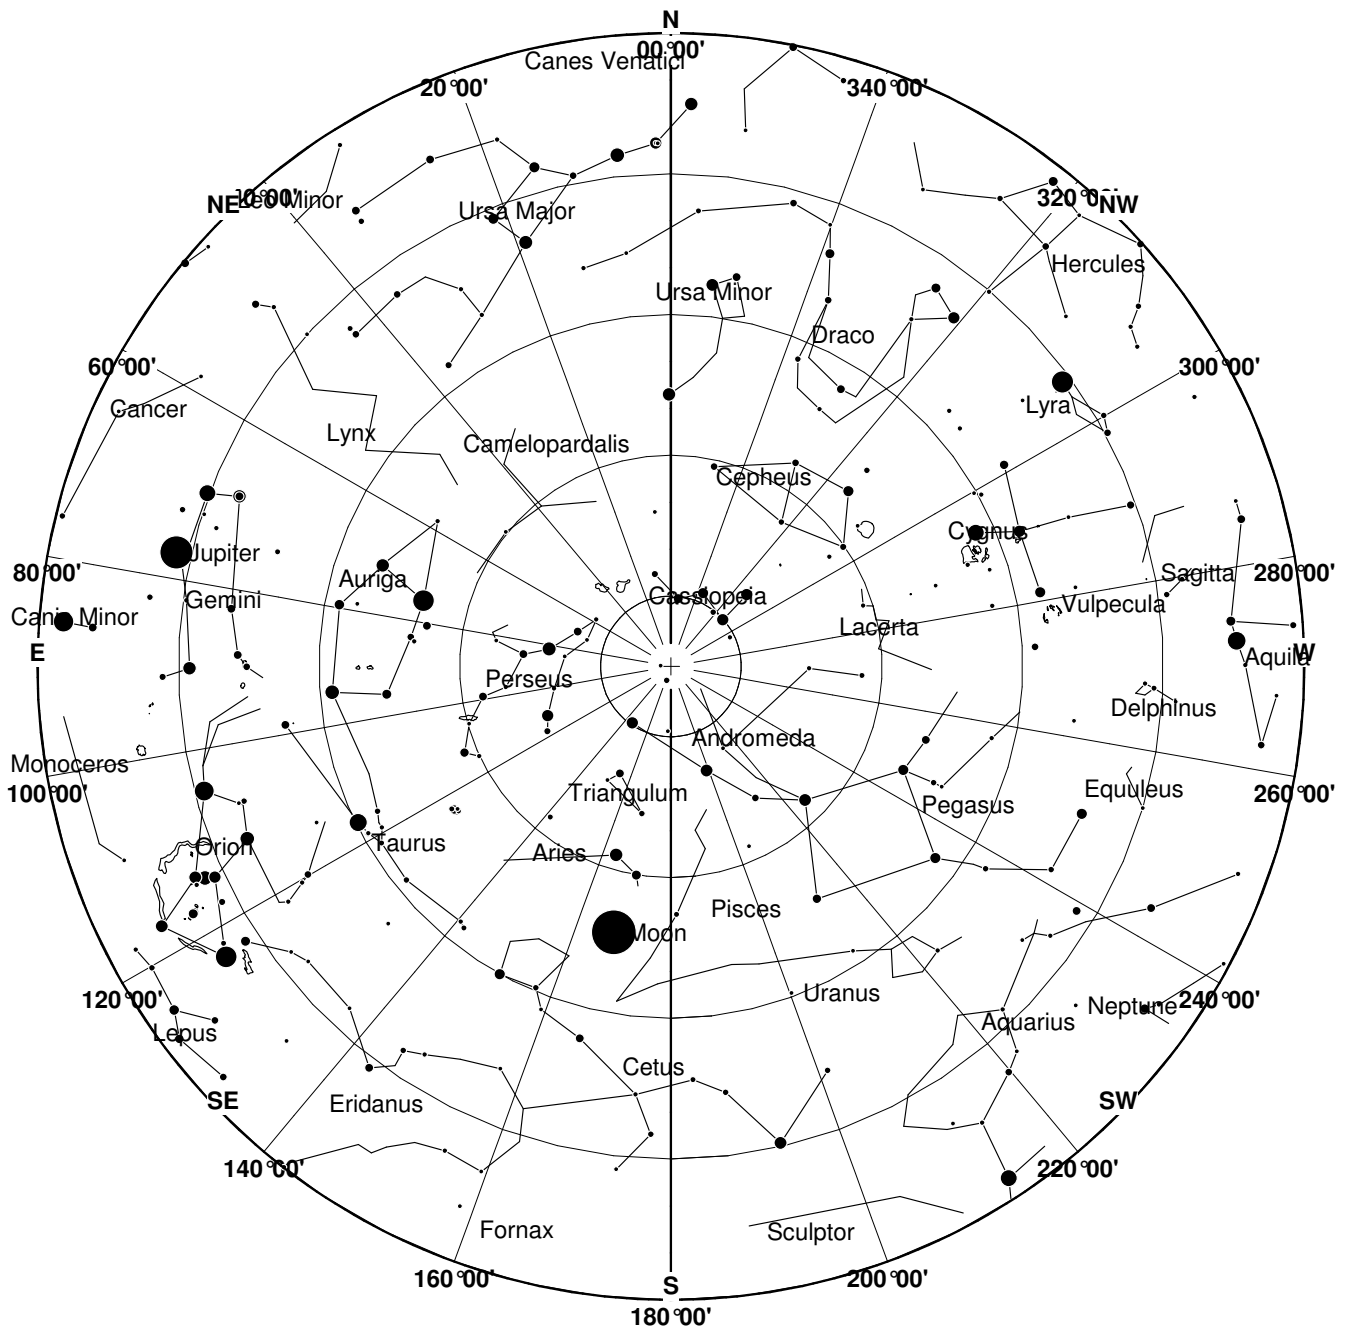 N
00°00'
Canes Venatici
20°00'
340°00'
NE
Leo Minor
Ursa Major
320°00'
NW
Hercules
Ursa Minor
Draco
60°00'
300°00'
Cancer
Lyra
Lynx
Camelopardalis
Cepheus
Cygnus
Jupiter
80°00'
Auriga
Sagitta
280°00'
Gemini
Cassiopeia
Vulpecula
Canis Minor
Lacerta
E
W
Aquila
Perseus
Delphinus
Andromeda
Monoceros
100°00'
Triangulum
Pegasus
Equuleus
260°00'
Orion
Taurus
Aries
Pisces
Moon
120°00'
Uranus
Neptune
240°00'
Lepus
Aquarius
Cetus
SE
Eridanus
SW
140°00'
220°00'
Fornax
Sculptor
160°00'
S
200°00'
180°00'